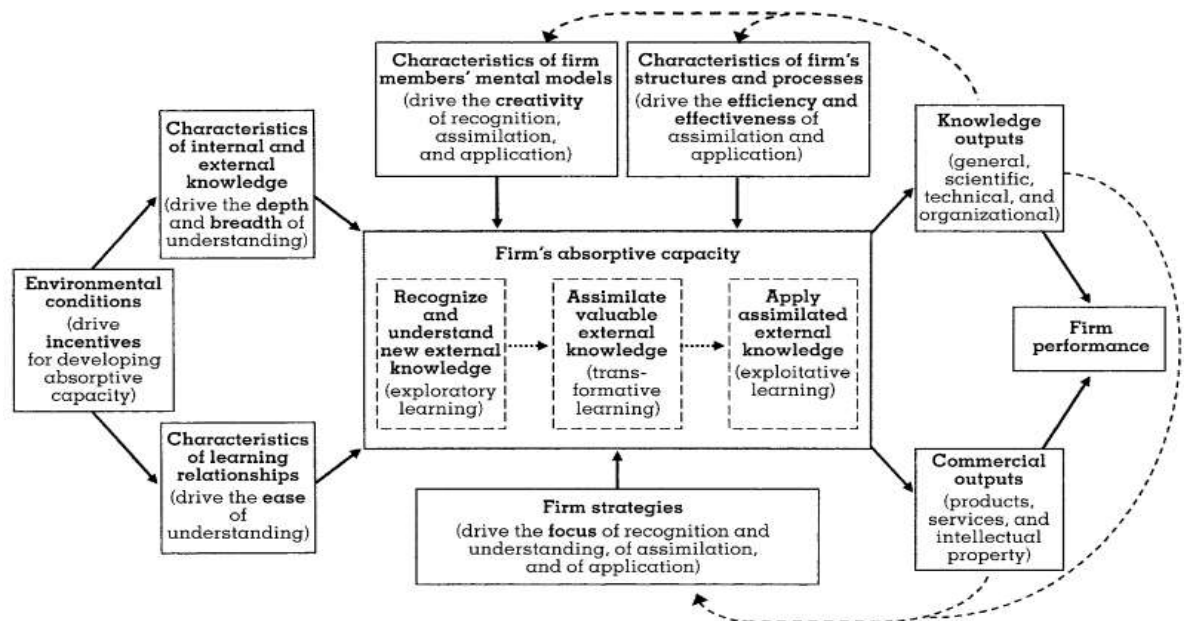 Characteristics of firm
members' mental models
(drive the creativity
of recognition,
assimilation,
and application)
Characteristics of firm's
structures and processes
(drive the efficiency and
effectiveness of
assimilation and
application)
Characteristics
of internal and
external
knowledge
(drive the depth
and breadth of
understanding)
Knowledge
outputs
(general,
scientific,
technical, and
organizational)
Environmental
conditions
(drive
incentives
for developing
absorptive
capacity)
Firm's absorptive capacity
Recognize
and
understand
new external
knowledge
(exploratory
learning)
Assimilate
valuable
external
knowledge
(trans-
formative
learning)
Apply
assimilated
external
knowledge
(exploitative
learning)
Firm
performance
Characteristics
of learning
relationships
(drive the ease
of
understanding)
Firm strategies
(drive the focus of recognition and
understanding, of assimilation,
and of application)
Commercial
outputs
(products,
services, and
intellectual
property)